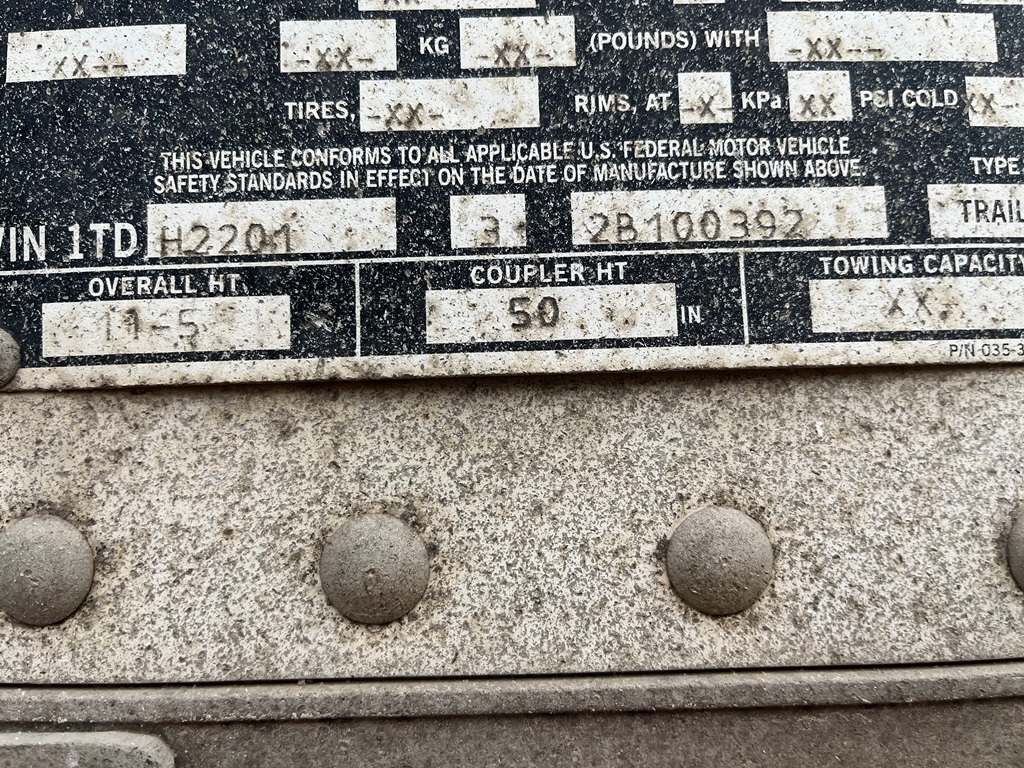 XX-- -XX- KG -XX- (POUNDS) WITH -XX--
TIRES, -XX- RIMS, AT -X- KPa XX PSI COLD XX-
THIS VEHICLE CONFORMS TO ALL APPLICABLE U.S. FEDERAL MOTOR VEHICLE
SAFETY STANDARDS IN EFFECT ON THE DATE OF MANUFACTURE SHOWN ABOVE.
TYPE
VIN 1TD H2201 3 2B100392 TRAIL
OVERALL HT COUPLER HT TOWING CAPACITY
11-5 50 IN XX
P/N 035-3